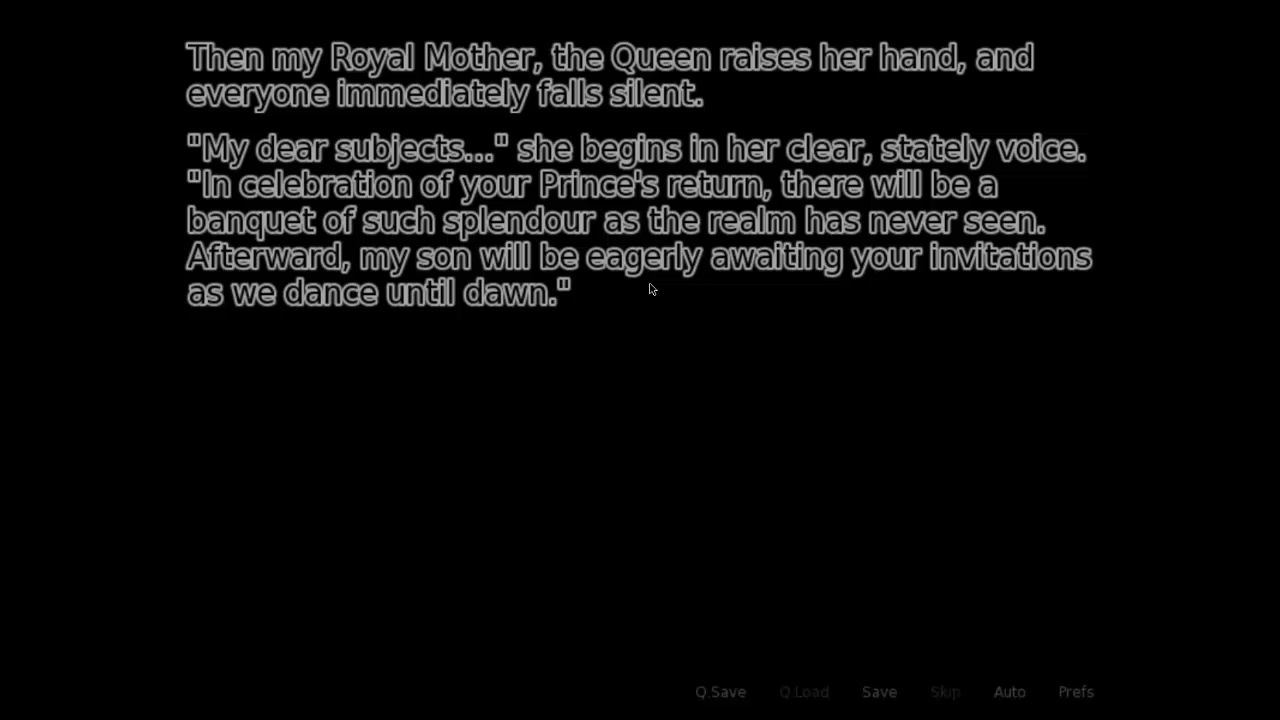 Then my Royal Mother, the Queen raises her hand, and
everyone immediately falls silent.
"My dear subjects..." she begins in her clear, stately voice.
"In celebration of your Prince's return, there will be a
banquet of such splendour as the realm has never seen.
Afterward, my son will be eagerly awaiting your invitations
as we dance until dawn."
Q.Save Q.Load Save Skip Auto Prefs